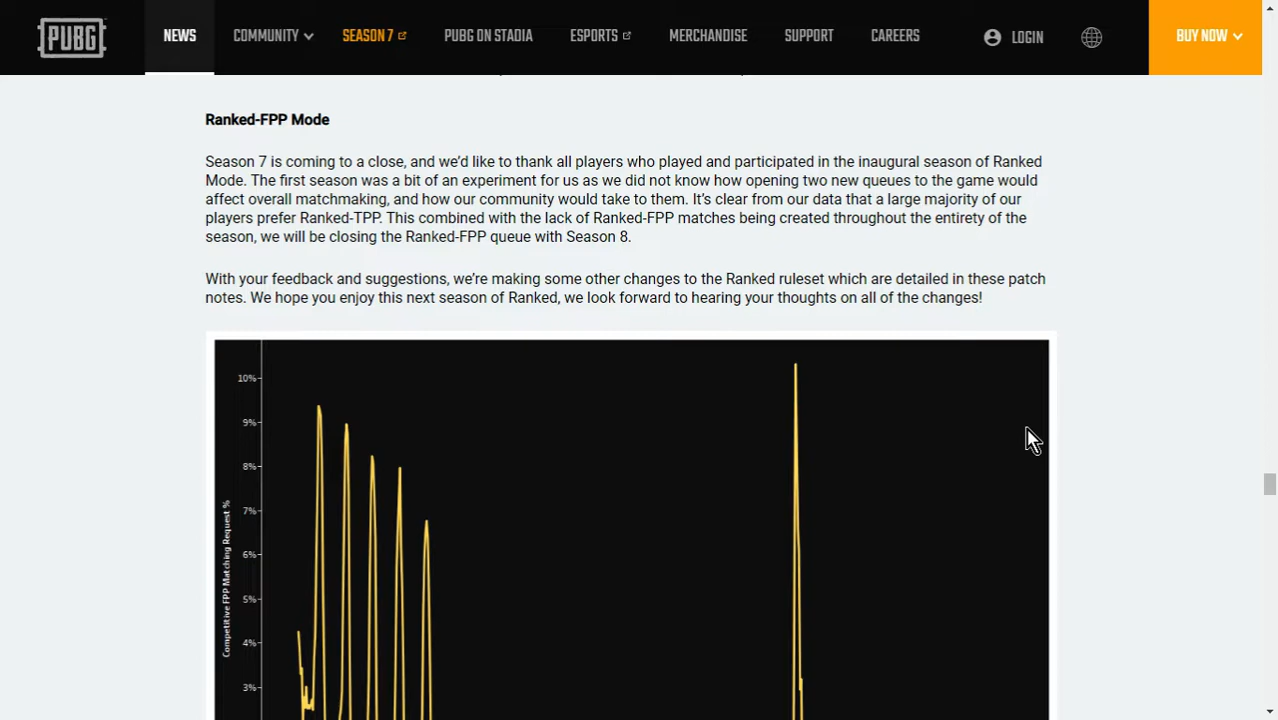 PUBG
NEWS
COMMUNITY
SEASON 7
PUBG ON STADIA
ESPORTS
MERCHANDISE
SUPPORT
CAREERS
LOGIN
BUY NOW
Ranked-FPP Mode
Season 7 is coming to a close, and we’d like to thank all players who played and participated in the inaugural season of Ranked
Mode. The first season was a bit of an experiment for us as we did not know how opening two new queues to the game would
affect overall matchmaking, and how our community would take to them. It’s clear from our data that a large majority of our
players prefer Ranked-TPP. This combined with the lack of Ranked-FPP matches being created throughout the entirety of the
season, we will be closing the Ranked-FPP queue with Season 8.
With your feedback and suggestions, we’re making some other changes to the Ranked ruleset which are detailed in these patch
notes. We hope you enjoy this next season of Ranked, we look forward to hearing your thoughts on all of the changes!
10%
9%
8%
7%
6%
5%
4%
3%
Competitive FPP Matching Request %